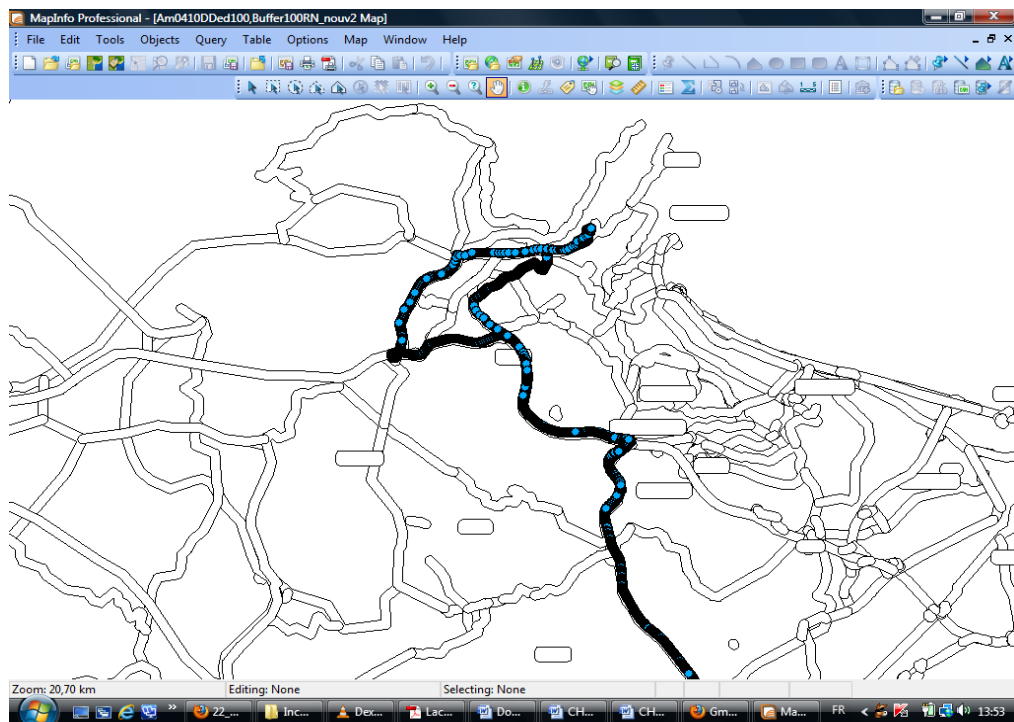 MapInfo Professional - [Am0410DDed100,Buffer100RN_nouv2 Map]
File Edit Tools Objects Query Table Options Map Window Help
Zoom: 20,70 km Editing: None Selecting: None
22_... Inc... Dex... Lac... Do... CH... CH... Gm... Ma... FR < 13:53